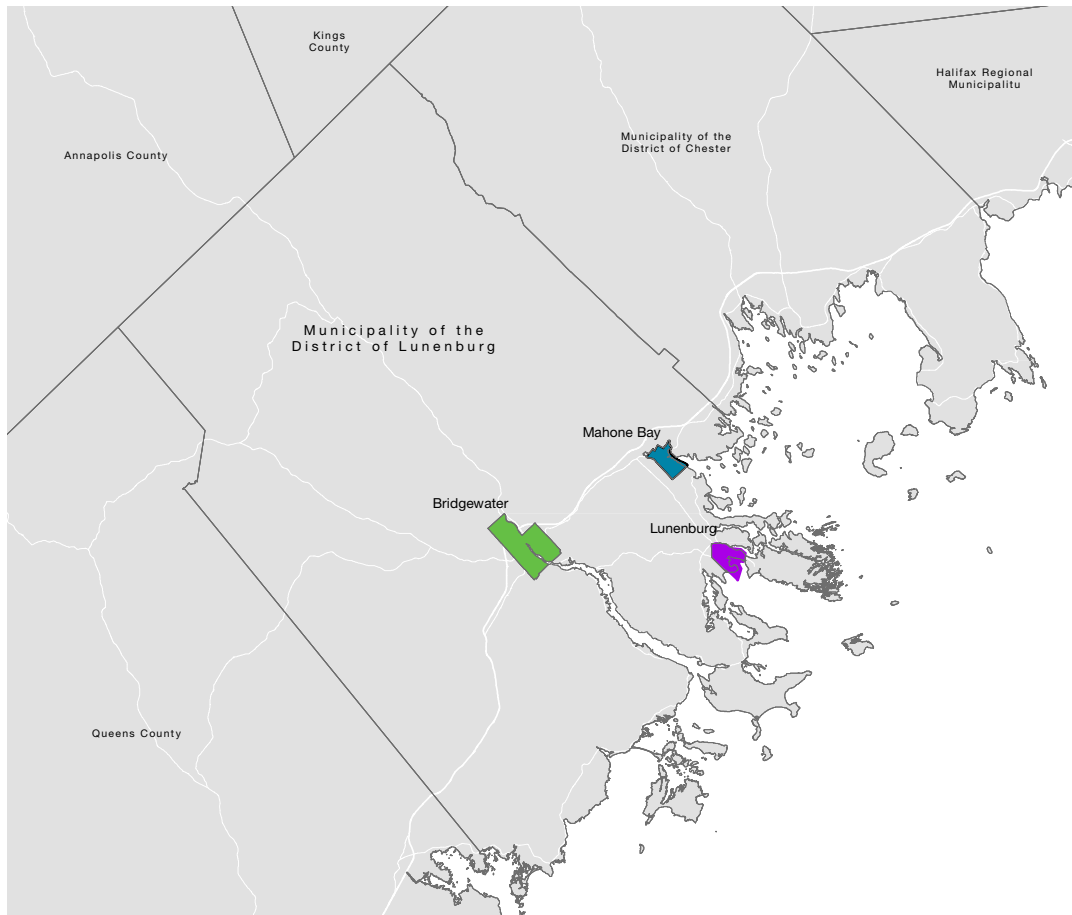 Kings
County
Halifax Regional
Municipalitu
Municipality of the
District of Chester
Annapolis County
Municipality of the
District of Lunenburg
Mahone Bay
Bridgewater
Lunenburg
Queens County